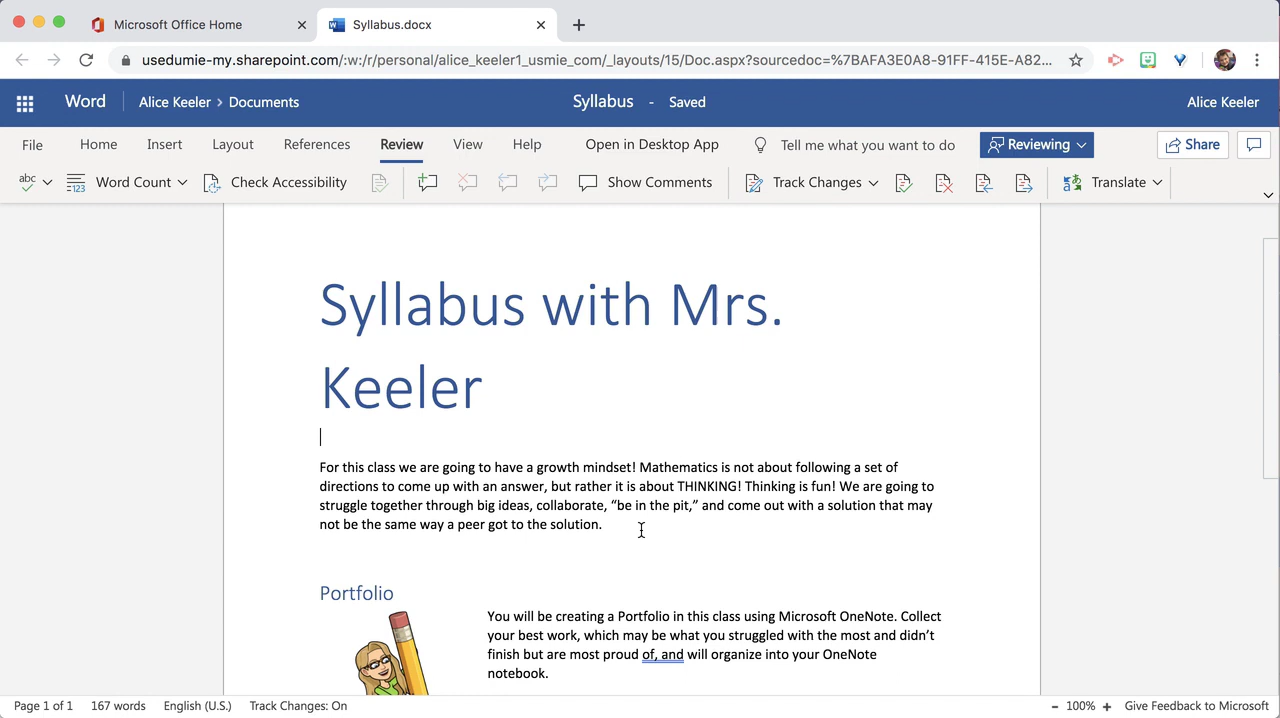 Microsoft Office Home
Syllabus.docx
usedumie-my.sharepoint.com/:w:/r/personal/alice_keeler1_usmie_com/_layouts/15/Doc.aspx?sourcedoc=%7BAFA3E0A8-91FF-415E-A82...
Word Alice Keeler > Documents Syllabus - Saved Alice Keeler
File Home Insert Layout References Review View Help Open in Desktop App Tell me what you want to do Reviewing Share
abc 123 Word Count Check Accessibility Show Comments Track Changes Translate
Syllabus with Mrs.
Keeler
For this class we are going to have a growth mindset! Mathematics is not about following a set of
directions to come up with an answer, but rather it is about THINKING! Thinking is fun! We are going to
struggle together through big ideas, collaborate, “be in the pit,” and come out with a solution that may
not be the same way a peer got to the solution.
Portfolio
You will be creating a Portfolio in this class using Microsoft OneNote. Collect
your best work, which may be what you struggled with the most and didn’t
finish but are most proud of, and will organize into your OneNote
notebook.
Page 1 of 1 167 words English (U.S.) Track Changes: On - 100% + Give Feedback to Microsoft